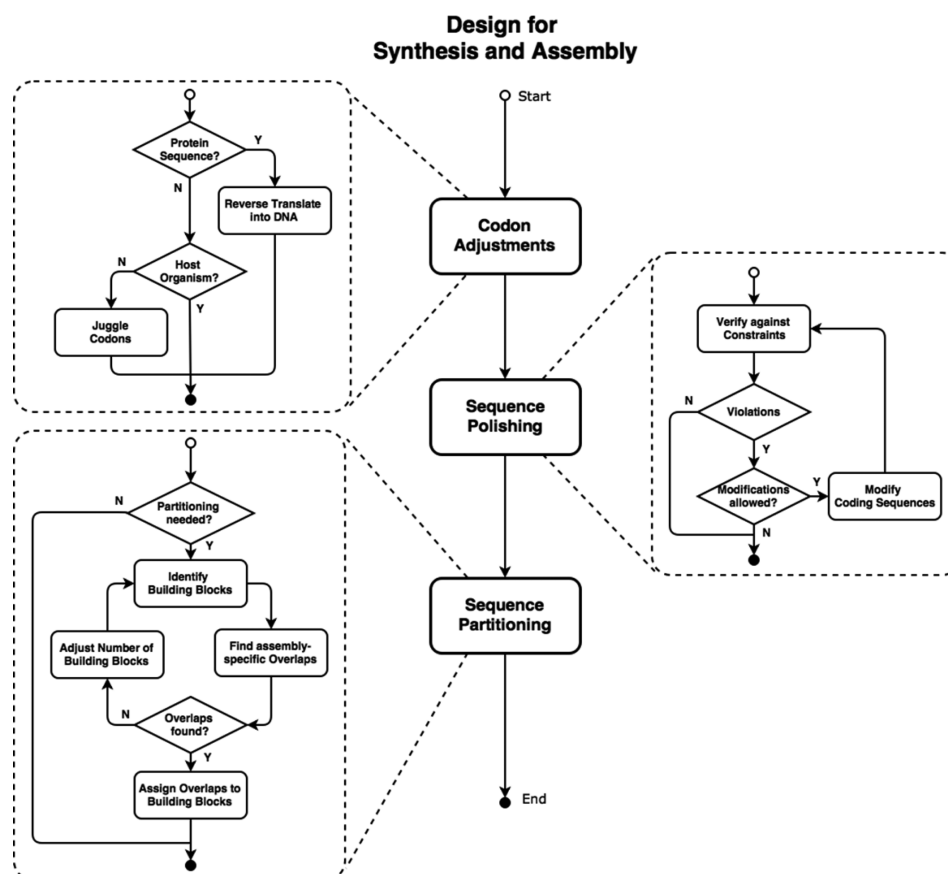 Design for
Synthesis and Assembly
Start
Codon
Adjustments
Sequence
Polishing
Sequence
Partitioning
End
Protein
Sequence?
Y
N
Reverse Translate
into DNA
Host
Organism?
N
Y
Juggle
Codons
Verify against
Constraints
Violations
N
Y
Modifications
allowed?
Y
N
Modify
Coding Sequences
Partitioning
needed?
N
Y
Identify
Building Blocks
Find assembly-
specific Overlaps
Adjust Number of
Building Blocks
Overlaps
found?
N
Y
Assign Overlaps to
Building Blocks